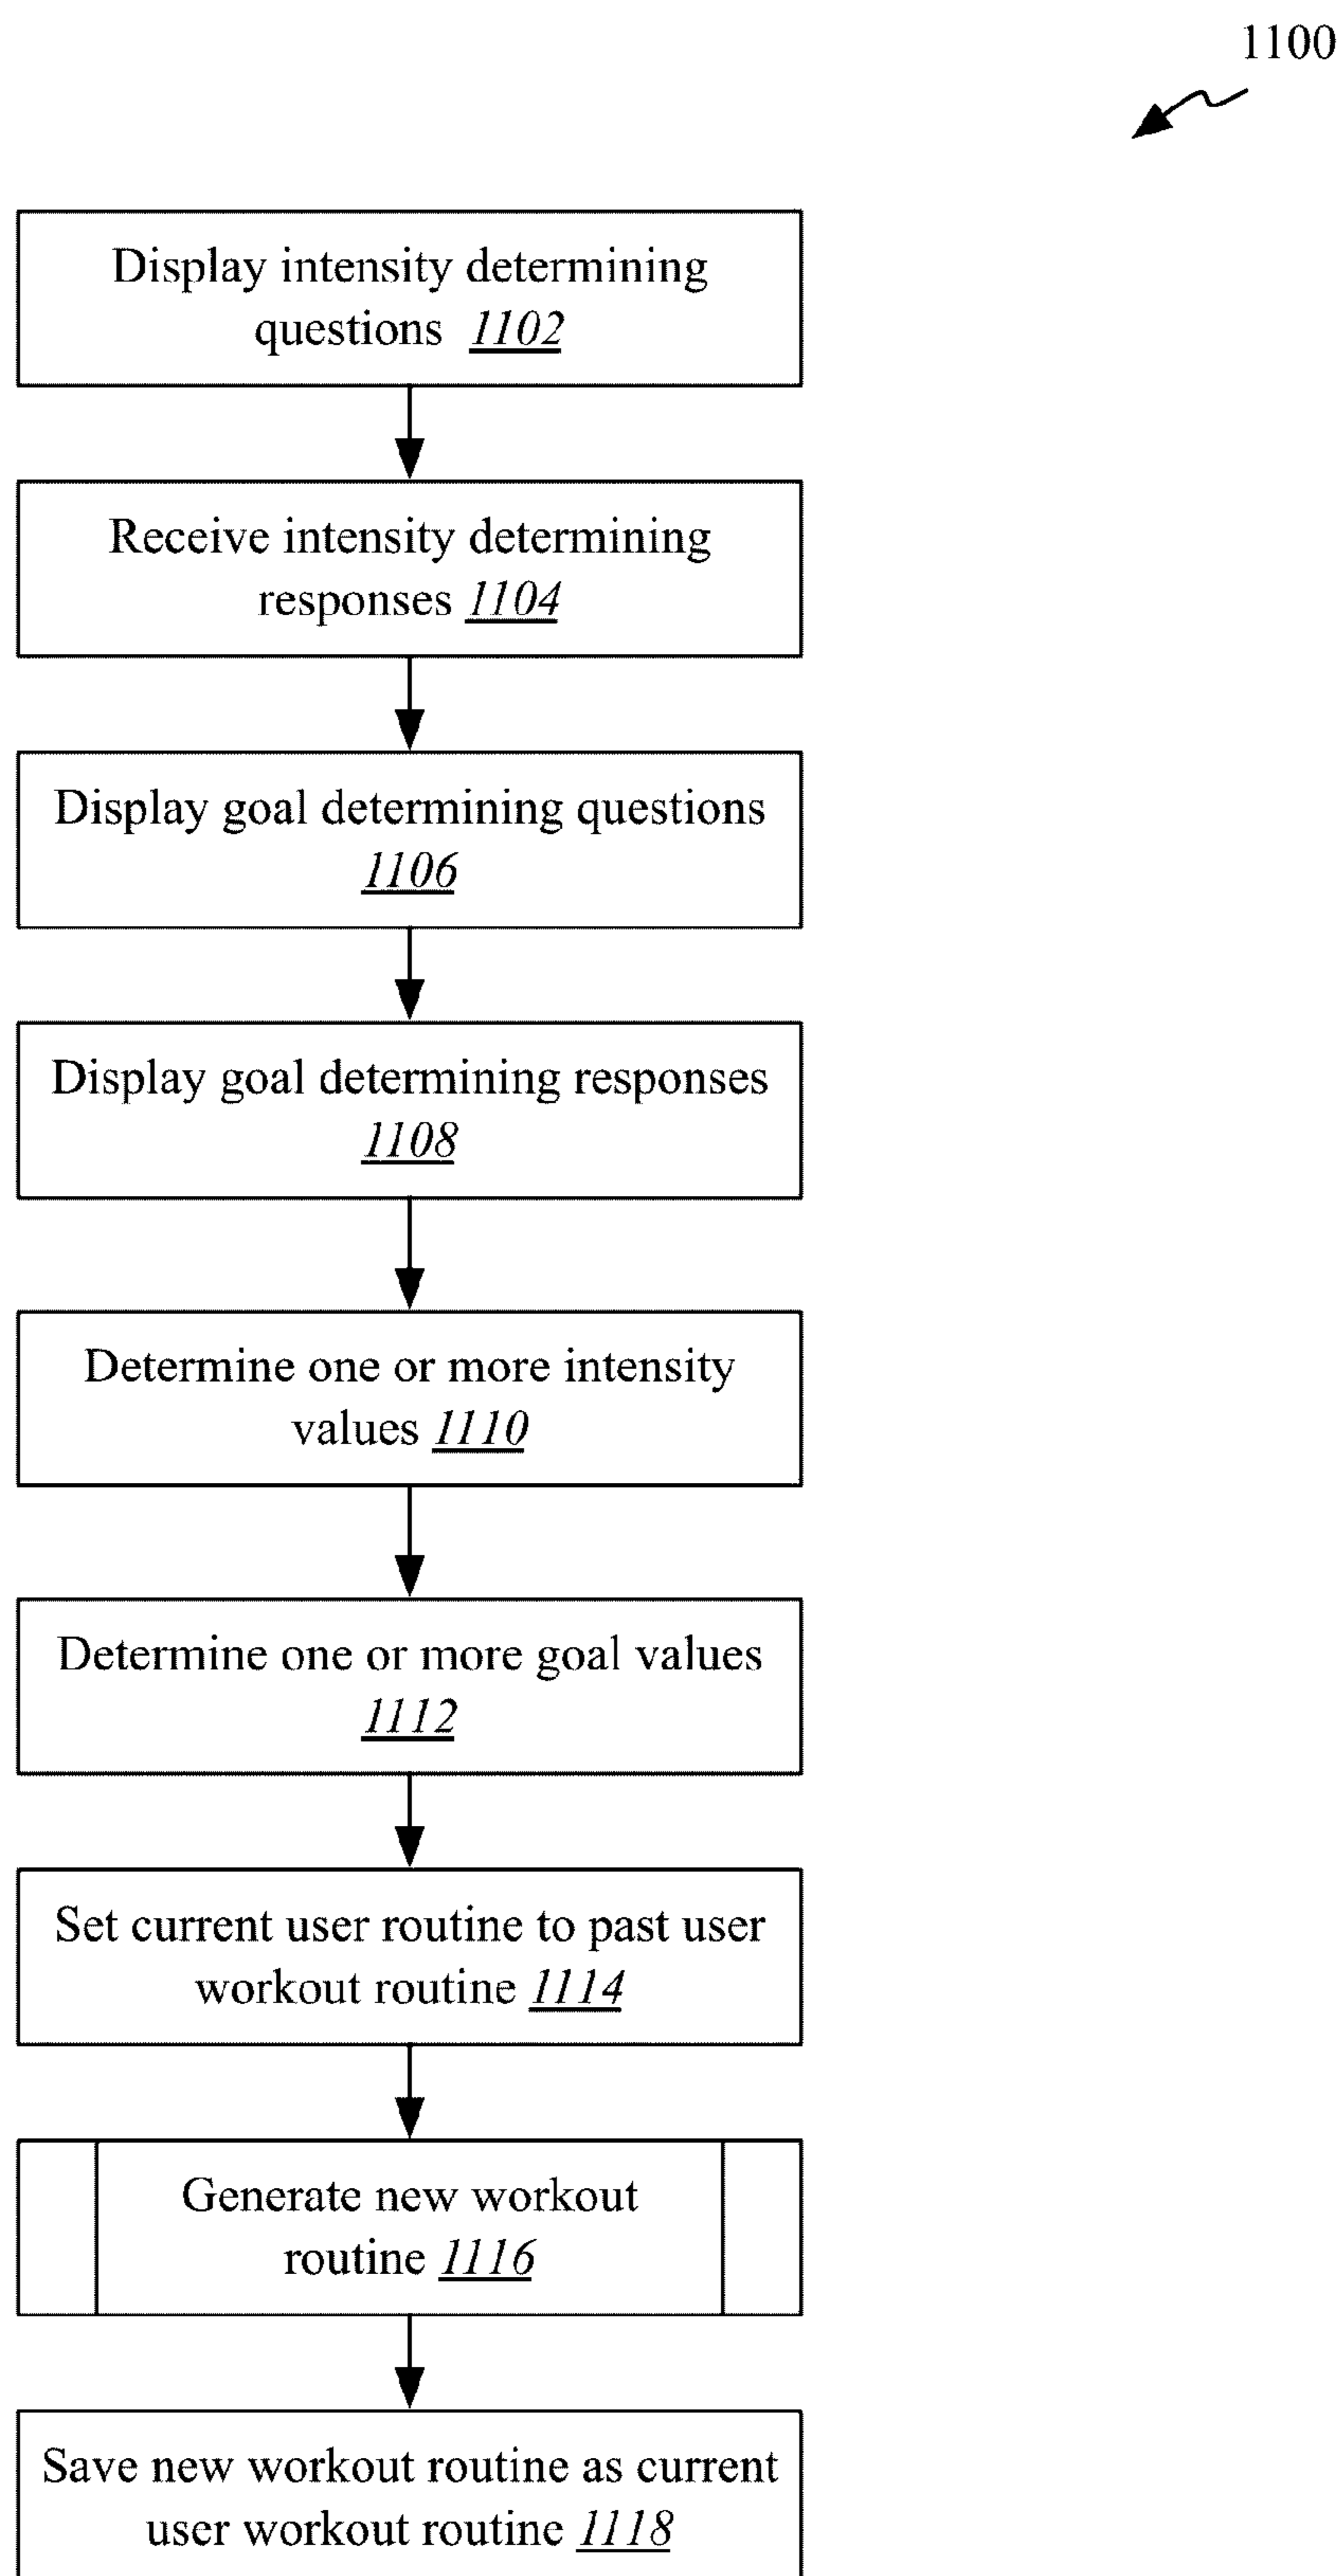 1100
Display intensity determining
questions 1102
Receive intensity determining
responses 1104
Display goal determining questions
1106
Display goal determining responses
1108
Determine one or more intensity
values 1110
Determine one or more goal values
1112
Set current user routine to past user
workout routine 1114
Generate new workout
routine 1116
Save new workout routine as current
user workout routine 1118